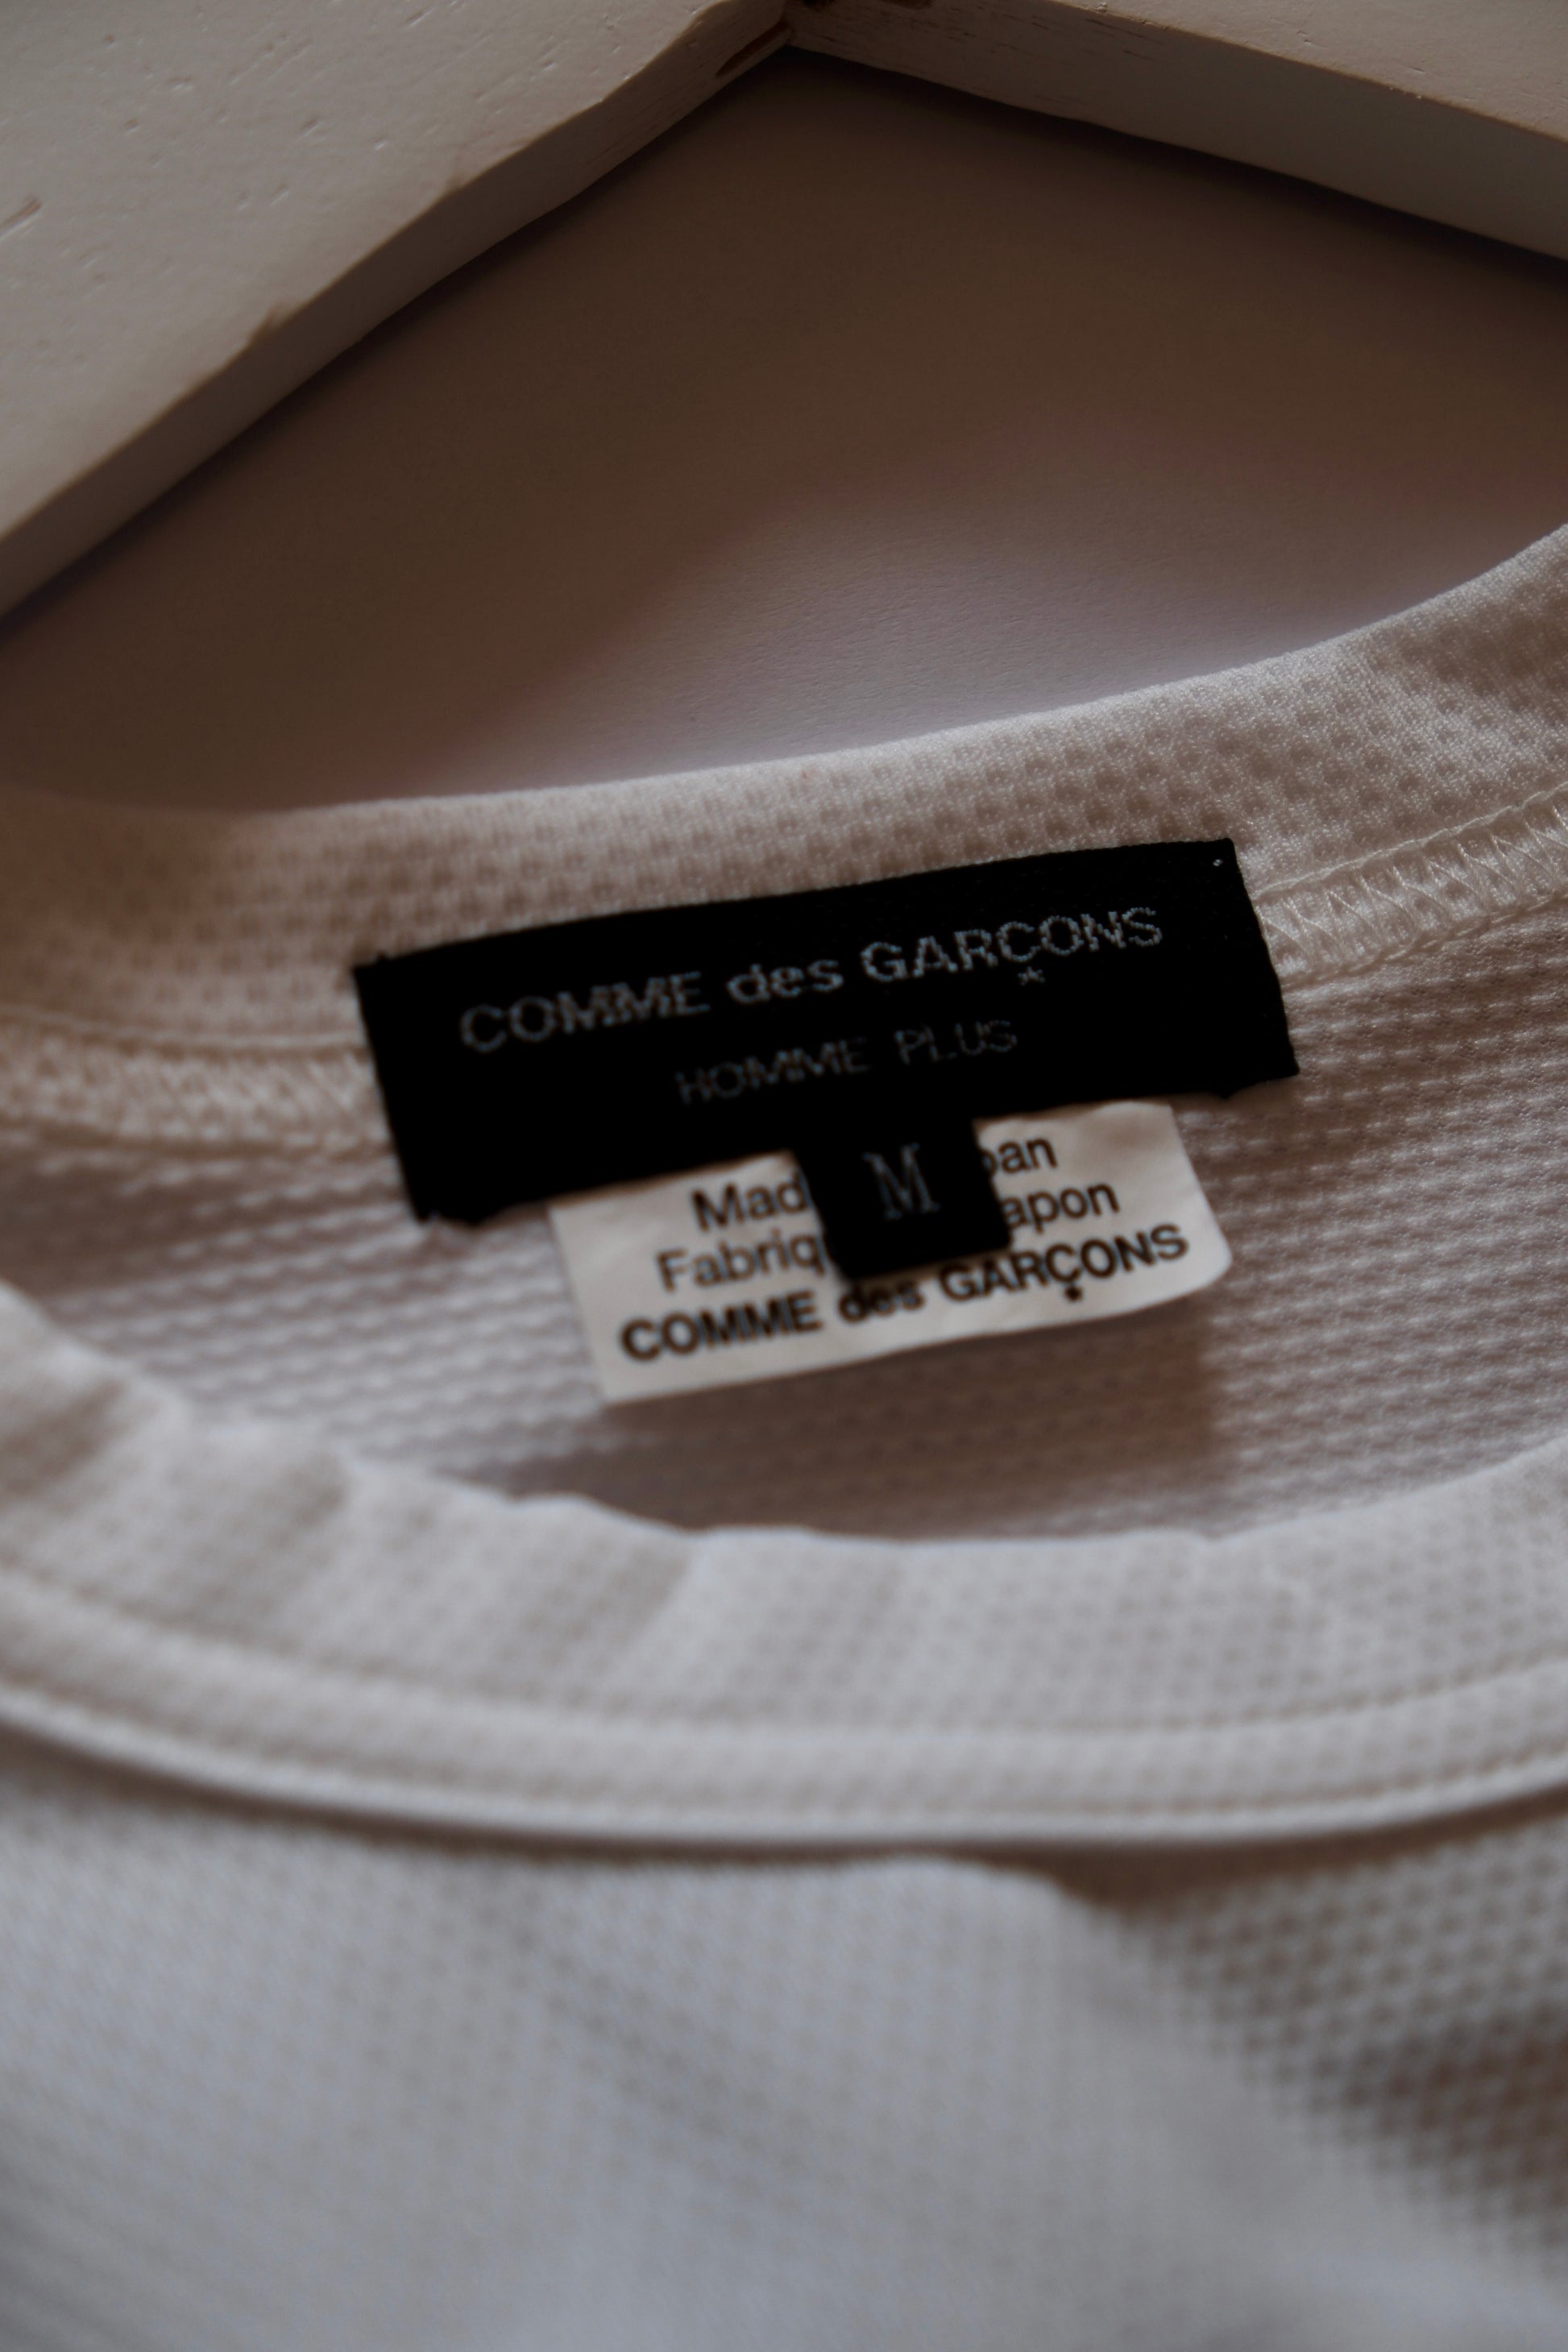 COMME des GARÇONS
HOMME PLUS
M
Mad pan
Fabriq apon
COMME des GARÇONS